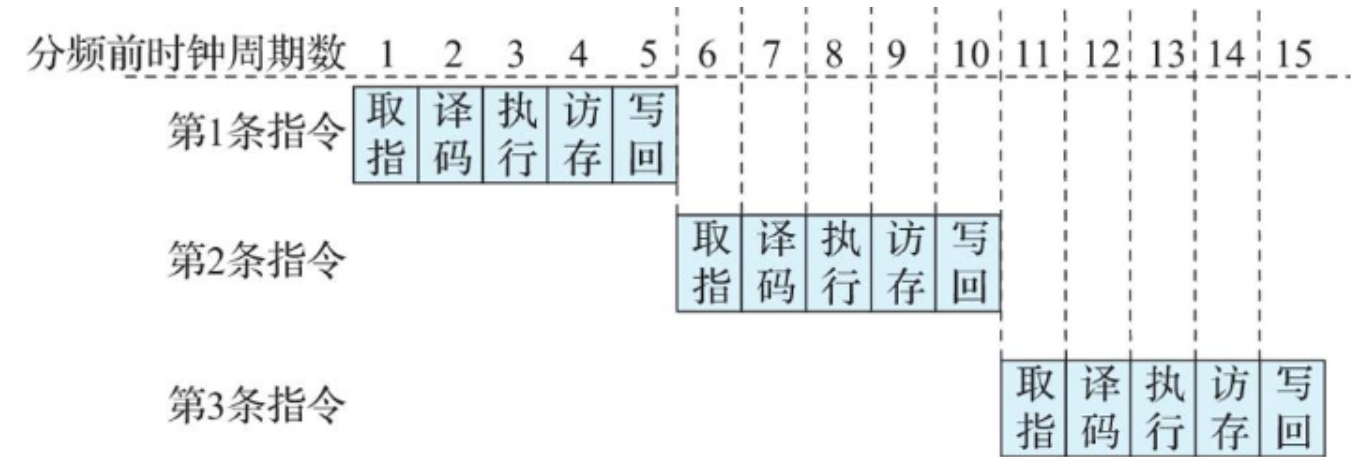 分频前时钟周期数 1 2 3 4 5 6 7 8 9 10 11 12 13 14 15
第1条指令 取指 译码 执行 访存 写回
第2条指令 取指 译码 执行 访存 写回
第3条指令 取指 译码 执行 访存 写回